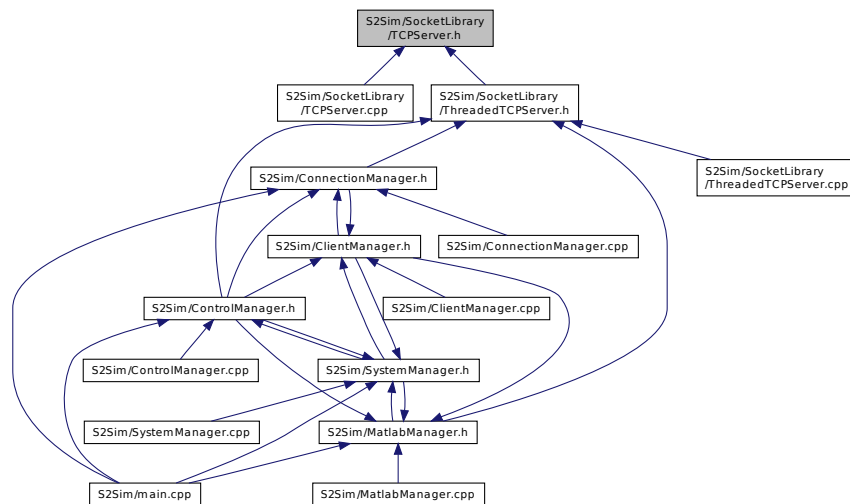 S2Sim/SocketLibrary
/TCPServer.h
S2Sim/SocketLibrary
/TCPServer.cpp
S2Sim/SocketLibrary
/ThreadedTCPServer.h
S2Sim/ConnectionManager.h
S2Sim/SocketLibrary
/ThreadedTCPServer.cpp
S2Sim/ClientManager.h
S2Sim/ConnectionManager.cpp
S2Sim/ControlManager.h
S2Sim/ClientManager.cpp
S2Sim/ControlManager.cpp
S2Sim/SystemManager.h
S2Sim/SystemManager.cpp
S2Sim/MatlabManager.h
S2Sim/main.cpp
S2Sim/MatlabManager.cpp